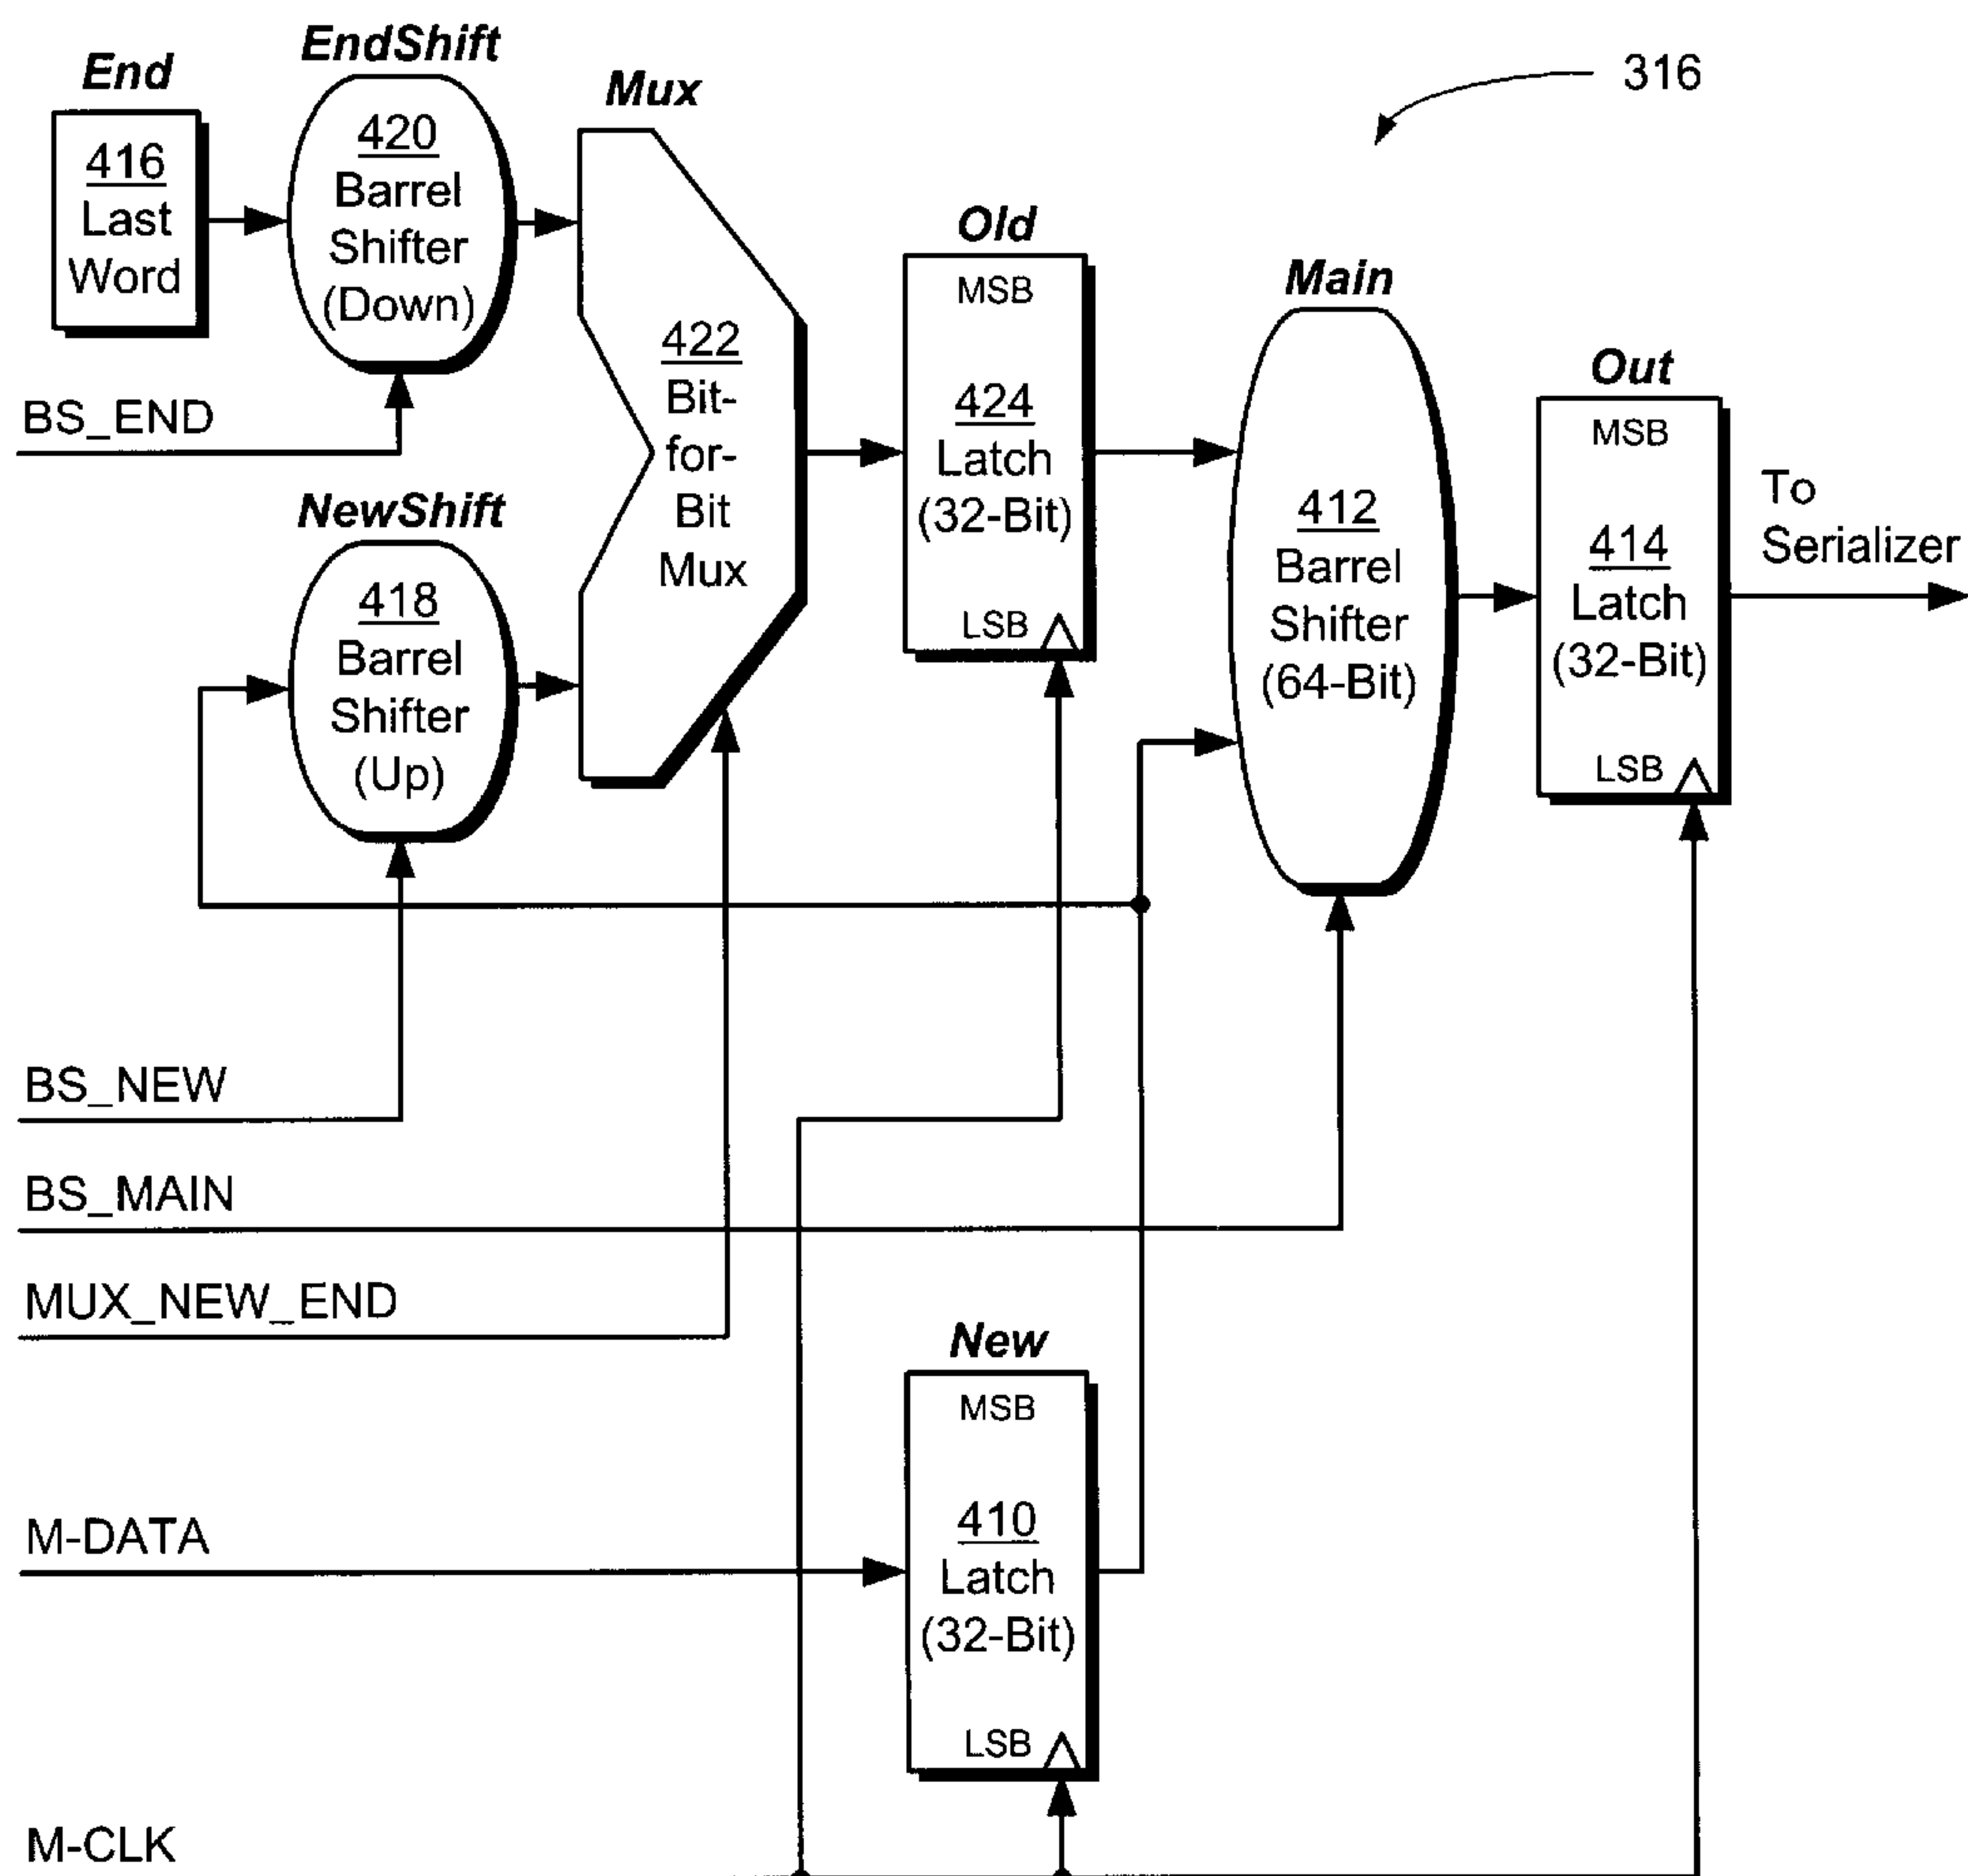 End
416
Last
Word
EndShift
420
Barrel
Shifter
(Down)
BS_END
Mux
422
Bit-
for-
Bit
Mux
NewShift
418
Barrel
Shifter
(Up)
Old
MSB
424
Latch
(32-Bit)
LSB
Main
412
Barrel
Shifter
(64-Bit)
316
Out
MSB
414
Latch
(32-Bit)
LSB
To
Serializer
BS_NEW
BS_MAIN
MUX_NEW_END
New
MSB
410
Latch
(32-Bit)
LSB
M-DATA
M-CLK